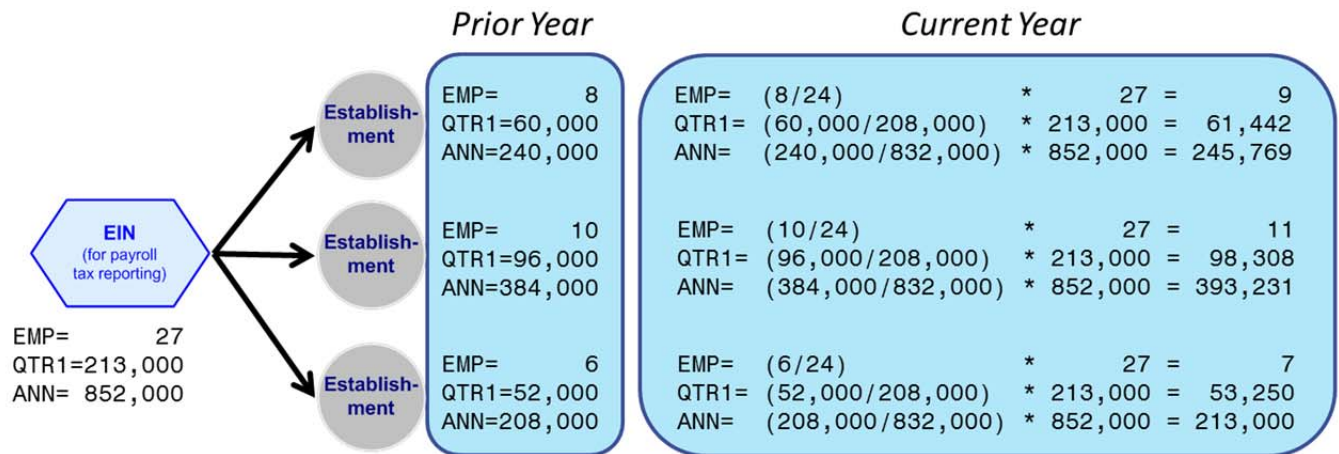 Prior Year
Current Year
Establish-
ment
EMP= 8
QTR1=60,000
ANN=240,000
EMP= (8/24) * 27 = 9
QTR1= (60,000/208,000) * 213,000 = 61,442
ANN= (240,000/832,000) * 852,000 = 245,769
EIN
(for payroll
tax reporting)
EMP= 27
QTR1=213,000
ANN= 852,000
Establish-
ment
EMP= 10
QTR1=96,000
ANN=384,000
EMP= (10/24) * 27 = 11
QTR1= (96,000/208,000) * 213,000 = 98,308
ANN= (384,000/832,000) * 852,000 = 393,231
Establish-
ment
EMP= 6
QTR1=52,000
ANN=208,000
EMP= (6/24) * 27 = 7
QTR1= (52,000/208,000) * 213,000 = 53,250
ANN= (208,000/832,000) * 852,000 = 213,000